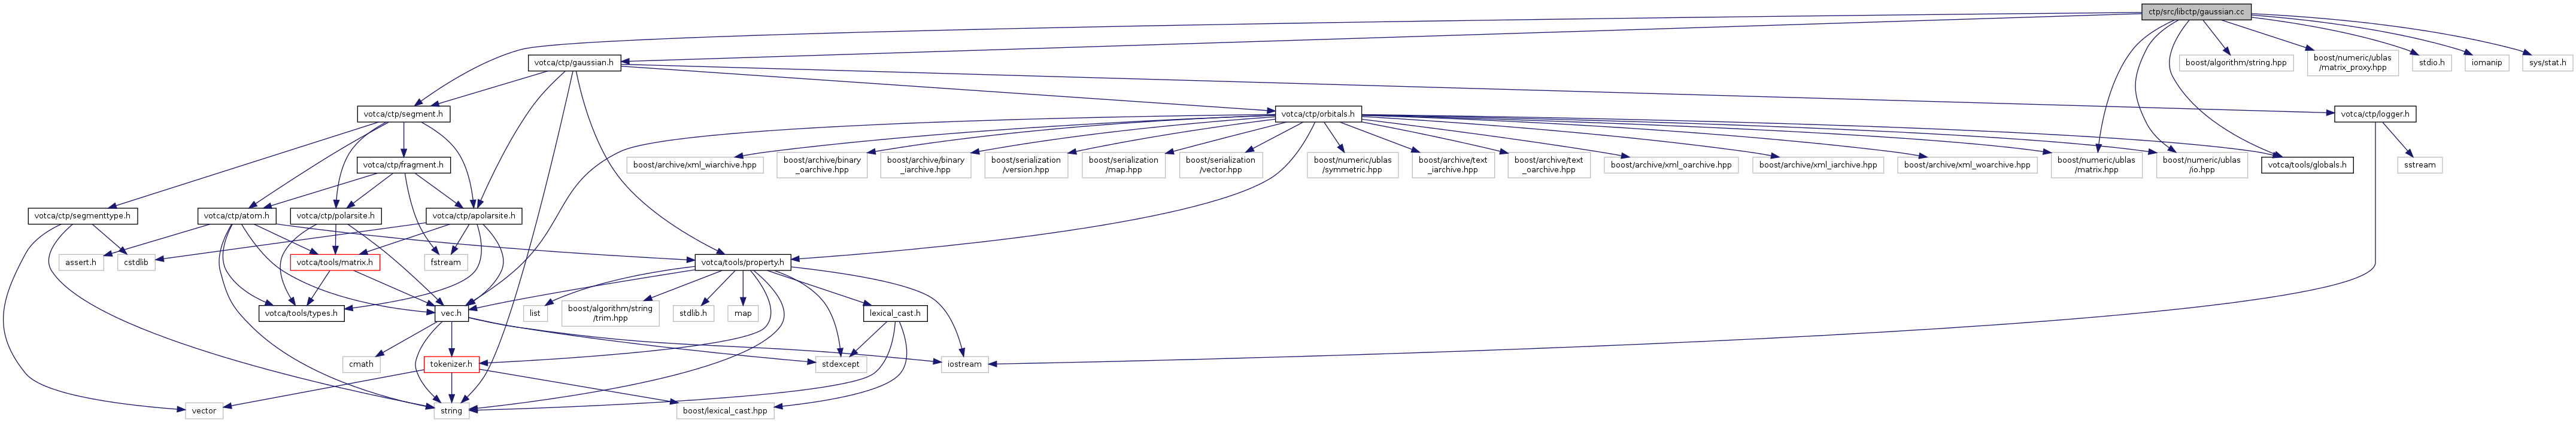 ctp/src/libctp/gaussian.cc
votca/ctp/gaussian.h
boost/algorithm/string.hpp
boost/numeric/ublas
/matrix_proxy.hpp
stdio.h
iomanip
sys/stat.h
votca/ctp/segment.h
votca/ctp/orbitals.h
votca/ctp/logger.h
votca/ctp/fragment.h
boost/archive/xml_wiarchive.hpp
boost/archive/binary
_oarchive.hpp
boost/archive/binary
_iarchive.hpp
boost/serialization
/version.hpp
boost/serialization
/map.hpp
boost/serialization
/vector.hpp
boost/numeric/ublas
/symmetric.hpp
boost/archive/text
_iarchive.hpp
boost/archive/text
_oarchive.hpp
boost/archive/xml_oarchive.hpp
boost/archive/xml_iarchive.hpp
boost/archive/xml_woarchive.hpp
boost/numeric/ublas
/matrix.hpp
boost/numeric/ublas
/io.hpp
votca/tools/globals.h
sstream
votca/ctp/segmenttype.h
votca/ctp/atom.h
votca/ctp/polarsite.h
votca/ctp/apolarsite.h
assert.h
cstdlib
votca/tools/matrix.h
fstream
votca/tools/property.h
votca/tools/types.h
vec.h
list
boost/algorithm/string
/trim.hpp
stdlib.h
map
lexical_cast.h
cmath
tokenizer.h
stdexcept
iostream
vector
string
boost/lexical_cast.hpp